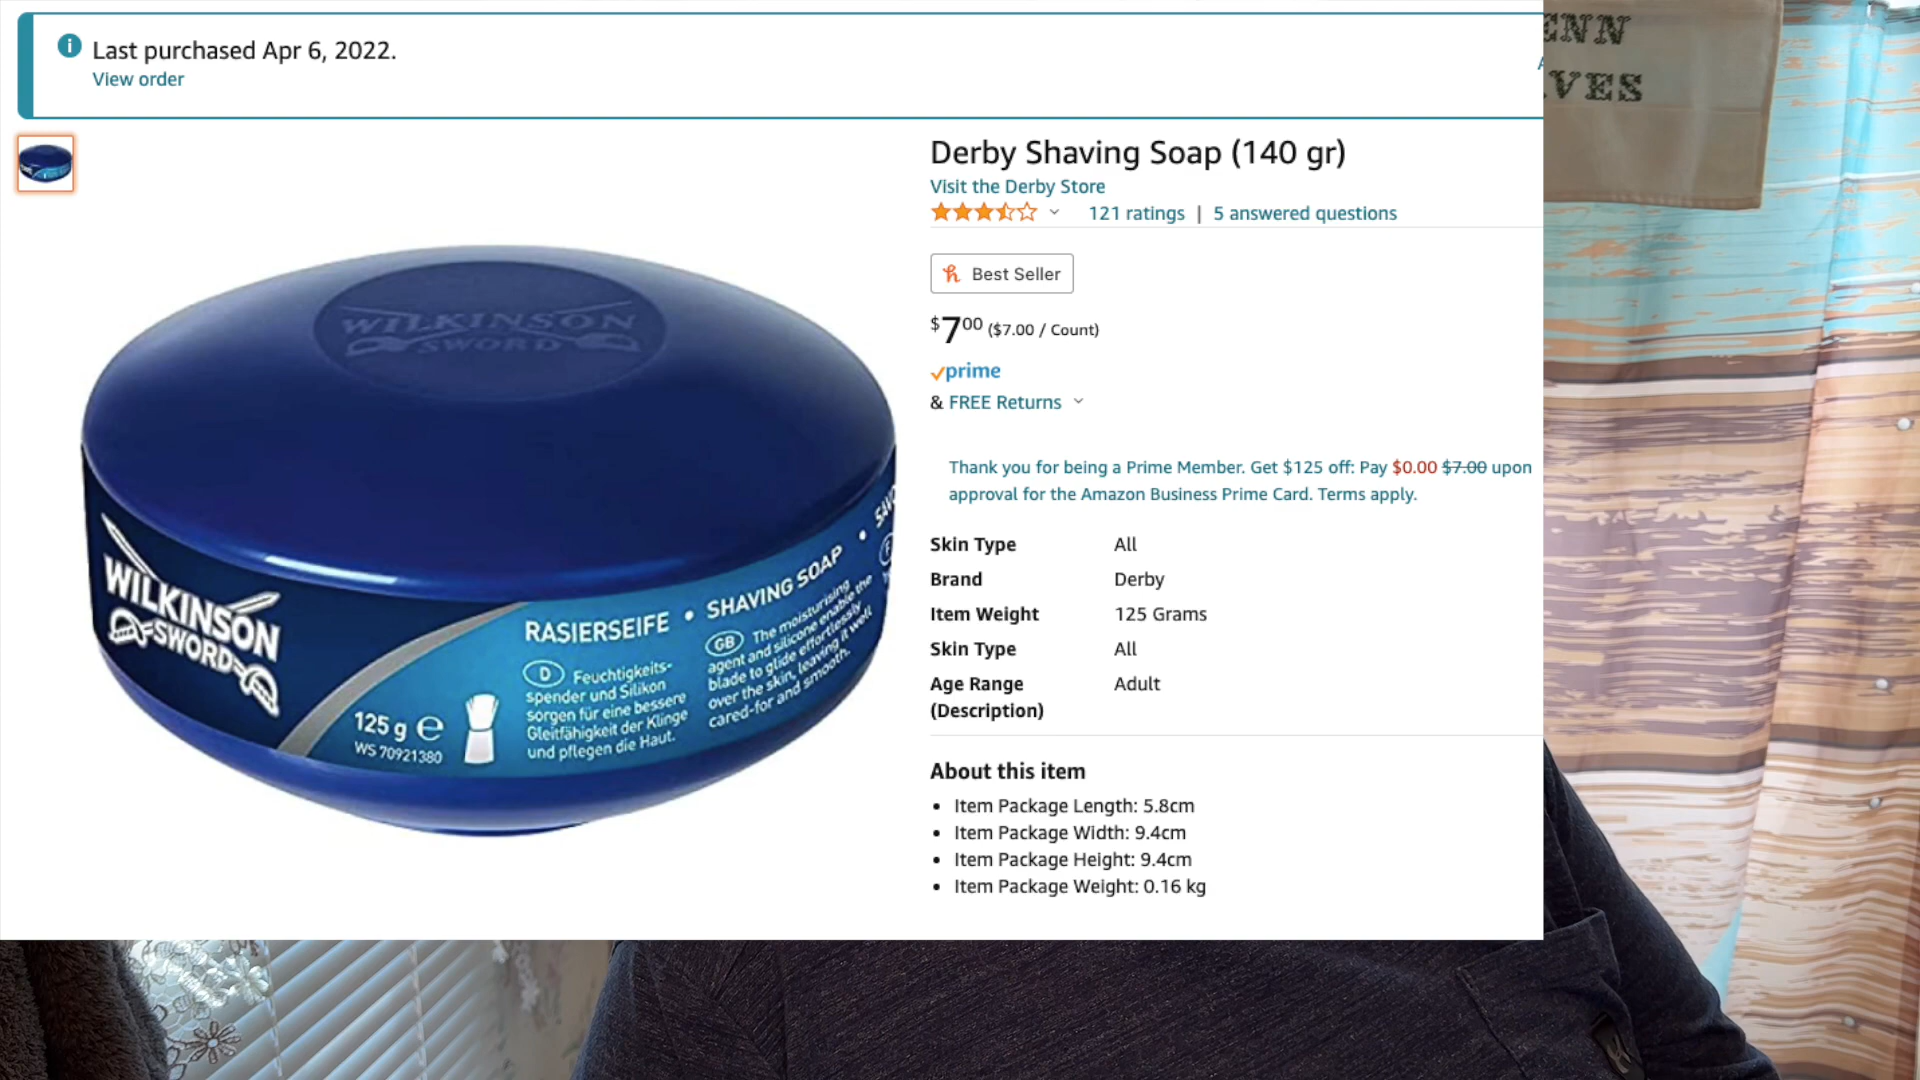 Last purchased Apr 6, 2022.
View order
ENN
VES
Derby Shaving Soap (140 gr)
Visit the Derby Store
121 ratings | 5 answered questions
Best Seller
$700 ($7.00 / Count)
prime
& FREE Returns
Thank you for being a Prime Member. Get $125 off: Pay $0.00 $7.00 upon
approval for the Amazon Business Prime Card. Terms apply.
Skin Type All
Brand Derby
Item Weight 125 Grams
Skin Type All
Age Range Adult
(Description)
About this item
• Item Package Length: 5.8cm
• Item Package Width: 9.4cm
• Item Package Height: 9.4cm
• Item Package Weight: 0.16 kg
WILKINSON
SWORD
WILKINSON
SWORD
125 g e
WS 70921380
RASIERSEIFE • SHAVING SOAP •
D Feuchtigkeits-
spender und Silikon
sorgen für eine bessere
Gleitfähigkeit der Klinge
und pflegen die Haut.
GB The moisturising
agent and silicone enable the
blade to glide effortlessly
over the skin, leaving it well
cared-for and smooth.
F